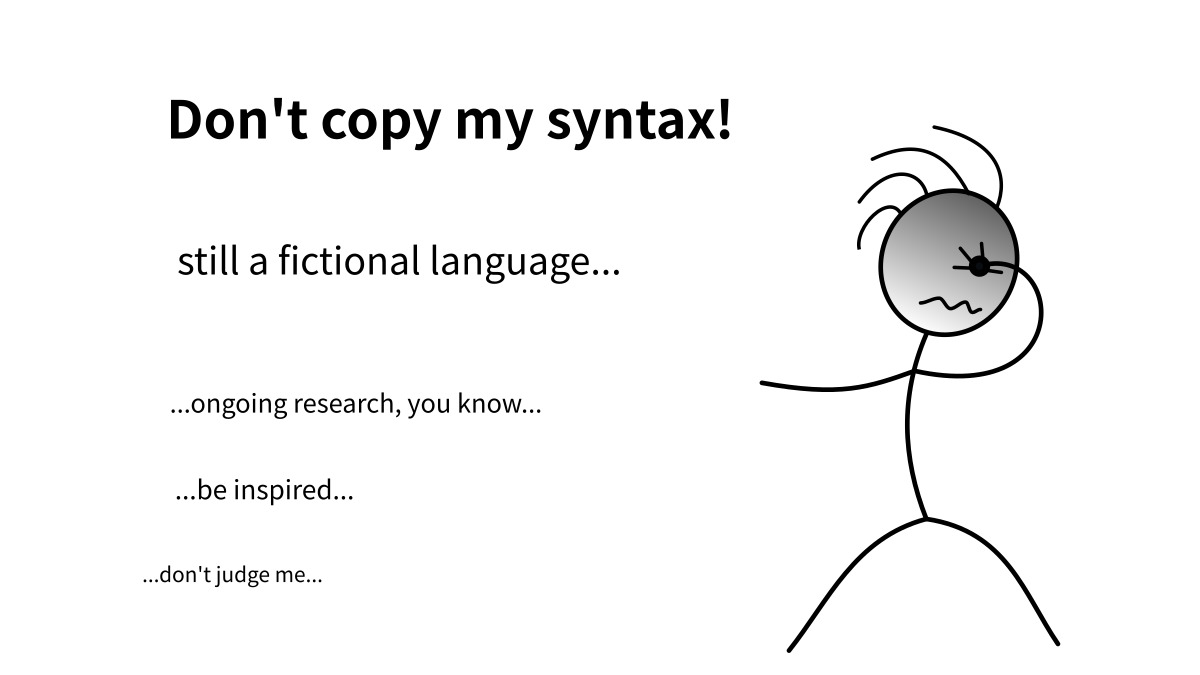 Don't copy my syntax!
still a fictional language...
...ongoing research, you know...
...be inspired...
...don't judge me...